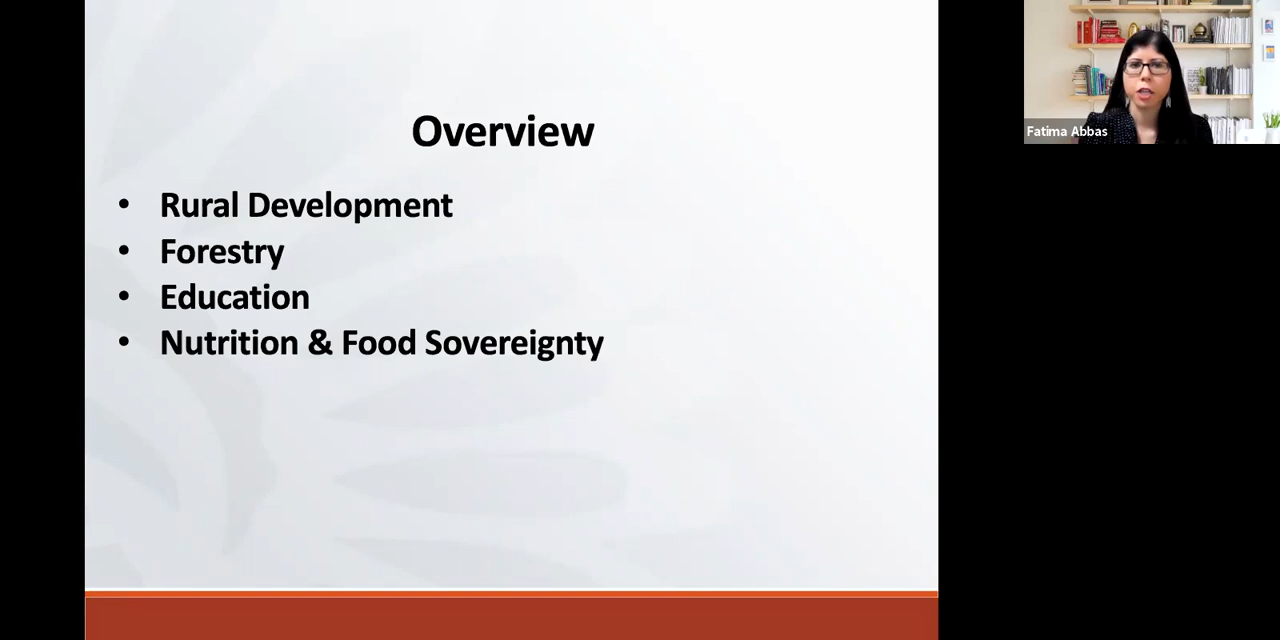 Overview
• Rural Development
• Forestry
• Education
• Nutrition & Food Sovereignty
Fatima Abbas